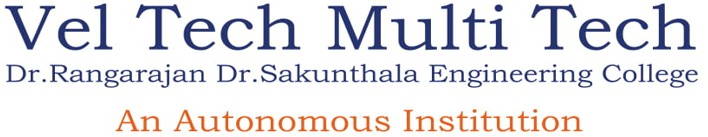 Vel Tech Multi Tech
Dr.Rangarajan Dr.Sakunthala Engineering College
An Autonomous Institution